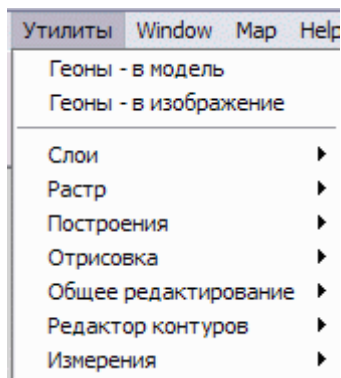 Утилиты Window Map Help
Геоны - в модель
Геоны - в изображение
Слои
Растр
Построения
Отрисовка
Общее редактирование
Редактор контуров
Измерения